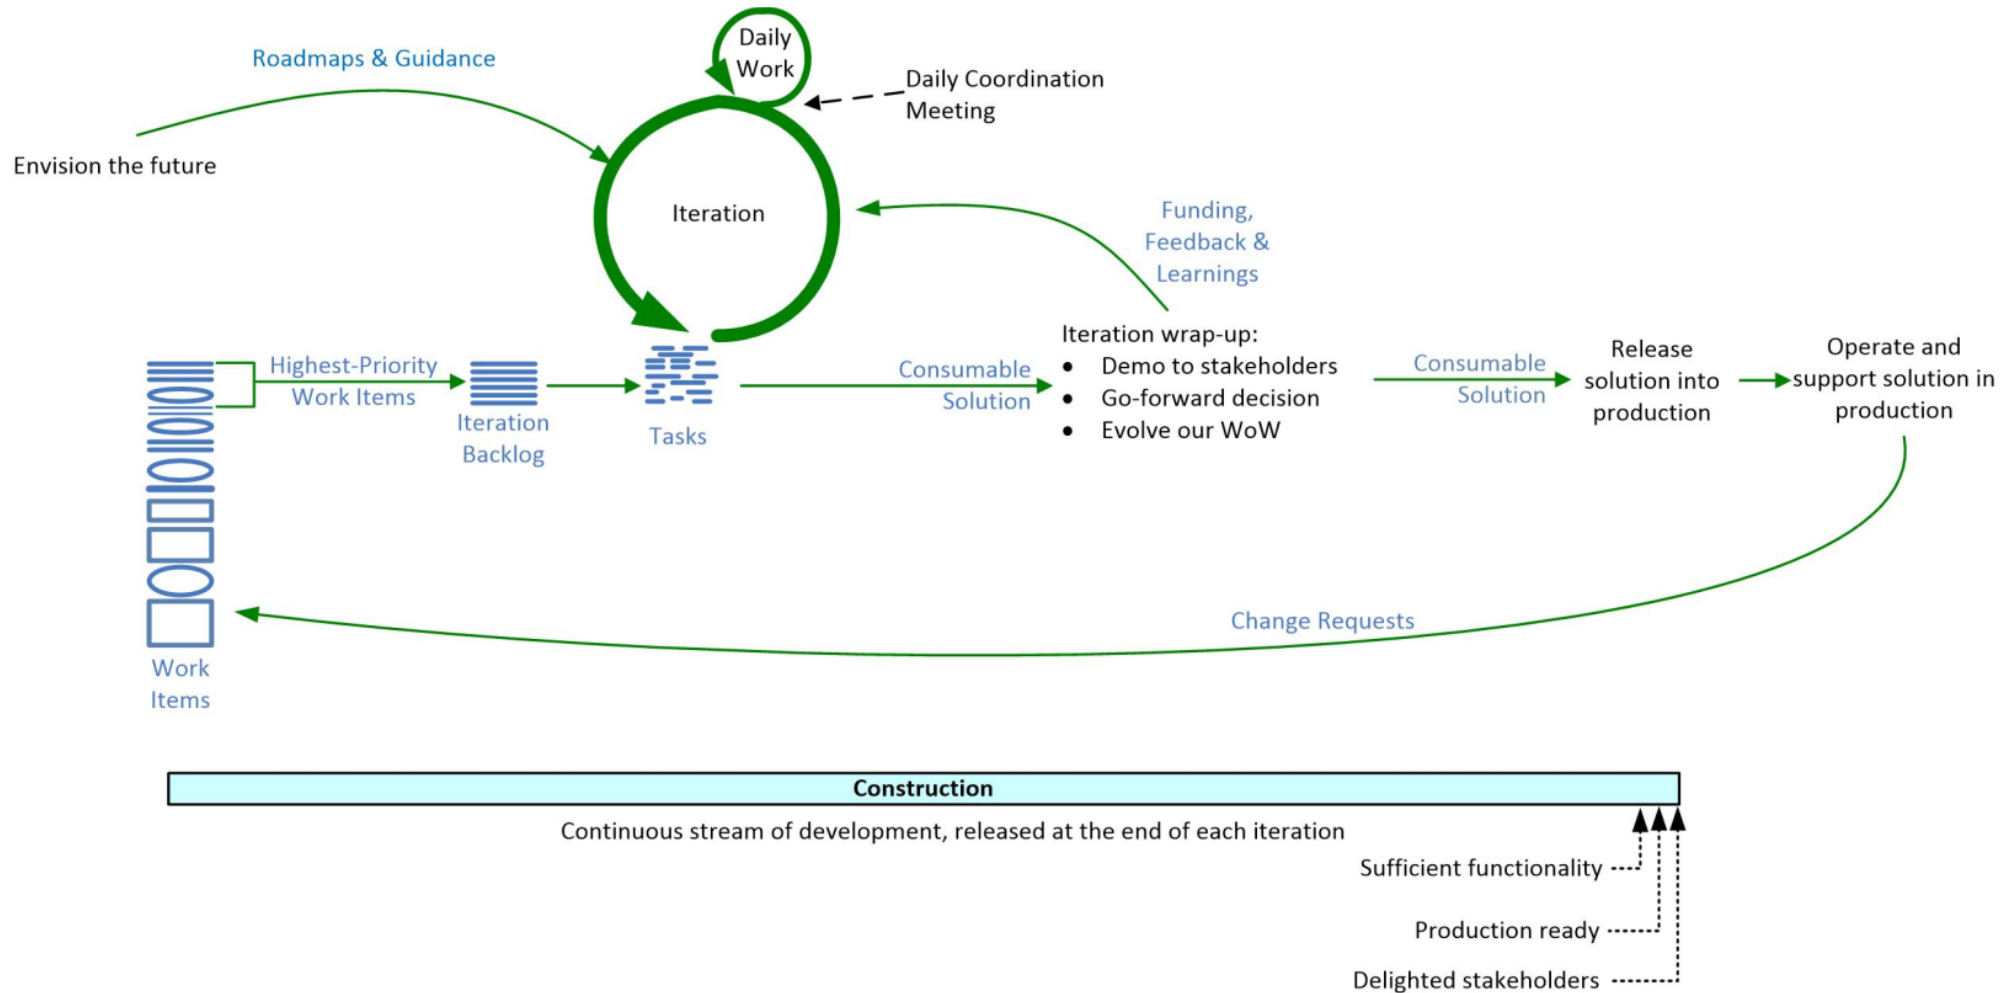 Daily
Work
Roadmaps & Guidance
Daily Coordination
Meeting
Envision the future
Iteration
Funding,
Feedback &
Learnings
Iteration wrap-up:
• Demo to stakeholders
• Go-forward decision
• Evolve our WoW
Highest-Priority
Work Items
Iteration
Backlog
Tasks
Consumable
Solution
Consumable
Solution
Release
solution into
production
Operate and
support solution in
production
Change Requests
Work
Items
Construction
Continuous stream of development, released at the end of each iteration
Sufficient functionality
Production ready
Delighted stakeholders